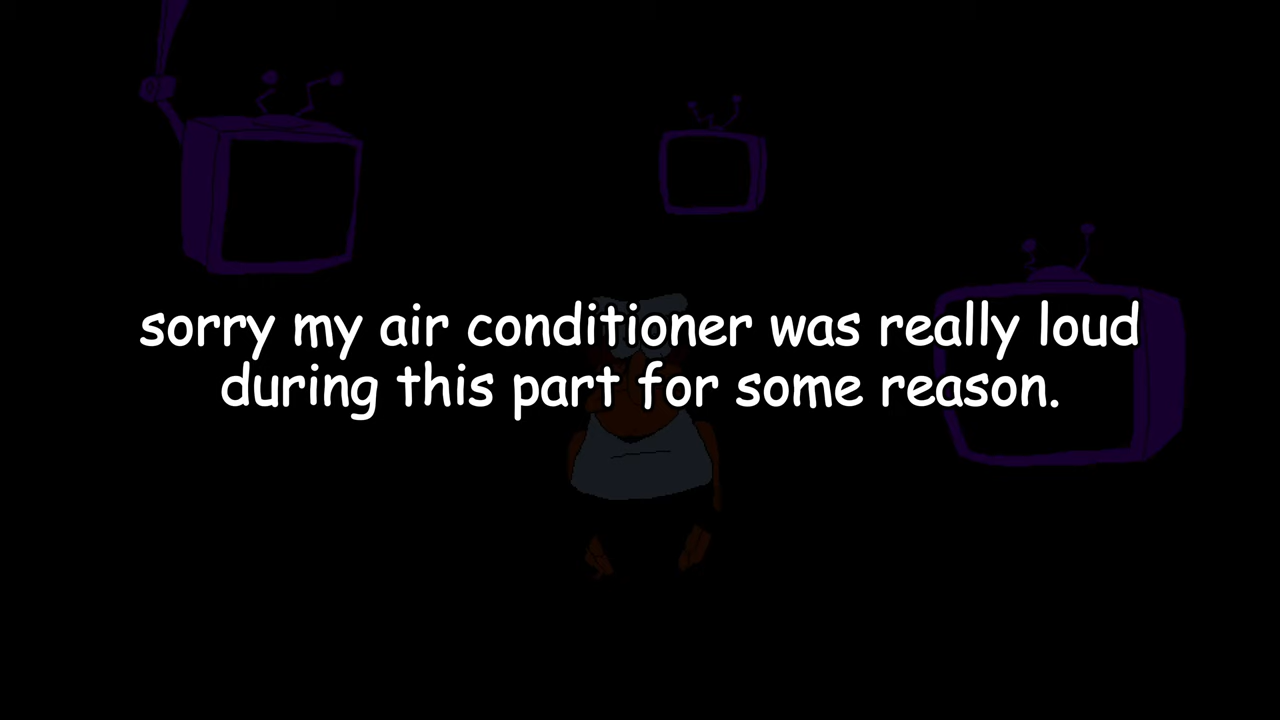 sorry my air conditioner was really loud
during this part for some reason.